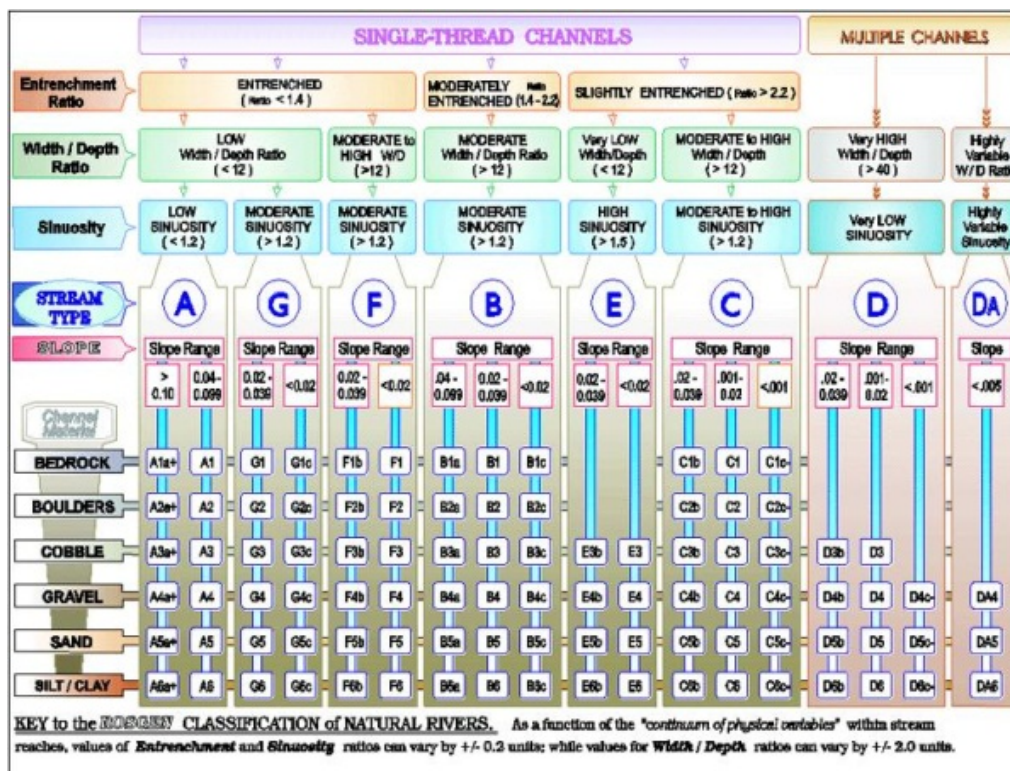 SINGLE-THREAD CHANNELS
MULTIPLE CHANNELS
Entrenchment
Ratio
ENTRENCHED
( Ratio < 1.4 )
MODERATELY Ratio
ENTRENCHED (1.4 - 2.2)
SLIGHTLY ENTRENCHED ( Ratio > 2.2 )
Width / Depth
Ratio
LOW
Width / Depth Ratio
( < 12 )
MODERATE to
HIGH W/D
( >12 )
MODERATE
Width / Depth Ratio
( > 12 )
Very LOW
Width/Depth
( < 12 )
MODERATE to HIGH
Width / Depth
( > 12 )
Very HIGH
Width / Depth
( > 40 )
Highly
Variable
W / D Ratio
Sinuosity
LOW
SINUOSITY
( < 1.2 )
MODERATE
SINUOSITY
( > 1.2 )
MODERATE
SINUOSITY
( > 1.2 )
MODERATE
SINUOSITY
( > 1.2 )
HIGH
SINUOSITY
( > 1.5 )
MODERATE to HIGH
SINUOSITY
( > 1.2 )
Very LOW
SINUOSITY
Highly
Variable
Sinuosity
STREAM
TYPE
A G F B E C D DA
SLOPE
Slope Range Slope Range Slope Range Slope Range Slope Range Slope Range Slope Range Slope
> 0.10
0.04 - 0.099
0.02 - 0.039
<0.02
0.02 - 0.039
<0.02
.04 - 0.099
0.02 - 0.039
<0.02
0.02 - 0.039
<0.02
.02 - 0.039
.001- 0.02
<.001
.02 - 0.039
.001- 0.02
<.001
<.005
Channel
Material
BEDROCK A1a+ A1 G1 G1c F1b F1 B1a B1 B1c C1b C1 C1c-
BOULDERS A2a+ A2 G2 G2c F2b F2 B2a B2 B2c C2b C2 C2c-
COBBLE A3a+ A3 G3 G3c F3b F3 B3a B3 B3c E3b E3 C3b C3 C3c- D3b D3
GRAVEL A4a+ A4 G4 G4c F4b F4 B4a B4 B4c E4b E4 C4b C4 C4c- D4b D4 D4c- DA4
SAND A5a+ A5 G5 G5c F5b F5 B5a B5 B5c E5b E5 C5b C5 C5c- D5b D5 D5c- DA5
SILT / CLAY A6a+ A6 G6 G6c F6b F6 B6a B6 B6c E6b E6 C6b C6 C6c- D6b D6 D6c- DA6
KEY to the ROSGEN CLASSIFICATION of NATURAL RIVERS. As a function of the "continuum of physical variables" within stream
reaches, values of Entrenchment and Sinuosity ratios can vary by +/- 0.2 units; while values for Width / Depth ratios can vary by +/- 2.0 units.